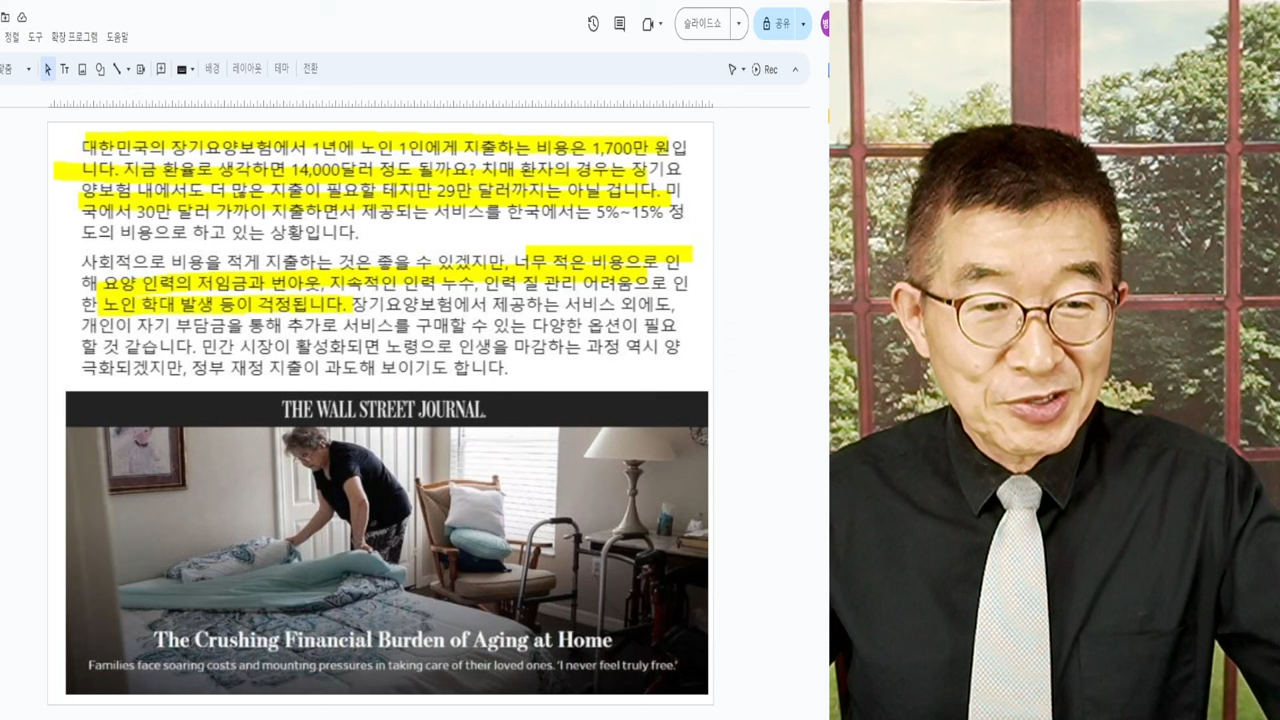 정렬 도구 확장 프로그램 도움말
슬라이드쇼
공유
맞춤
배경 레이아웃 테마 전환
Rec
대한민국의 장기요양보험에서 1년에 노인 1인에게 지출하는 비용은 1,700만 원입
니다. 지금 환율로 생각하면 14,000달러 정도 될까요? 치매 환자의 경우는 장기요
양보험 내에서도 더 많은 지출이 필요할 테지만 29만 달러까지는 아닐 겁니다. 미
국에서 30만 달러 가까이 지출하면서 제공되는 서비스를 한국에서는 5%~15% 정
도의 비용으로 하고 있는 상황입니다.
사회적으로 비용을 적게 지출하는 것은 좋을 수 있겠지만, 너무 적은 비용으로 인
해 요양 인력의 저임금과 번아웃, 지속적인 인력 누수, 인력 질 관리 어려움으로 인
한 노인 학대 발생 등이 걱정됩니다. 장기요양보험에서 제공하는 서비스 외에도,
개인이 자기 부담금을 통해 추가로 서비스를 구매할 수 있는 다양한 옵션이 필요
할 것 같습니다. 민간 시장이 활성화되면 노령으로 인생을 마감하는 과정 역시 양
극화되겠지만, 정부 재정 지출이 과도해 보이기도 합니다.
THE WALL STREET JOURNAL.
The Crushing Financial Burden of Aging at Home
Families face soaring costs and mounting pressures in taking care of their loved ones. 'I never feel truly free.'